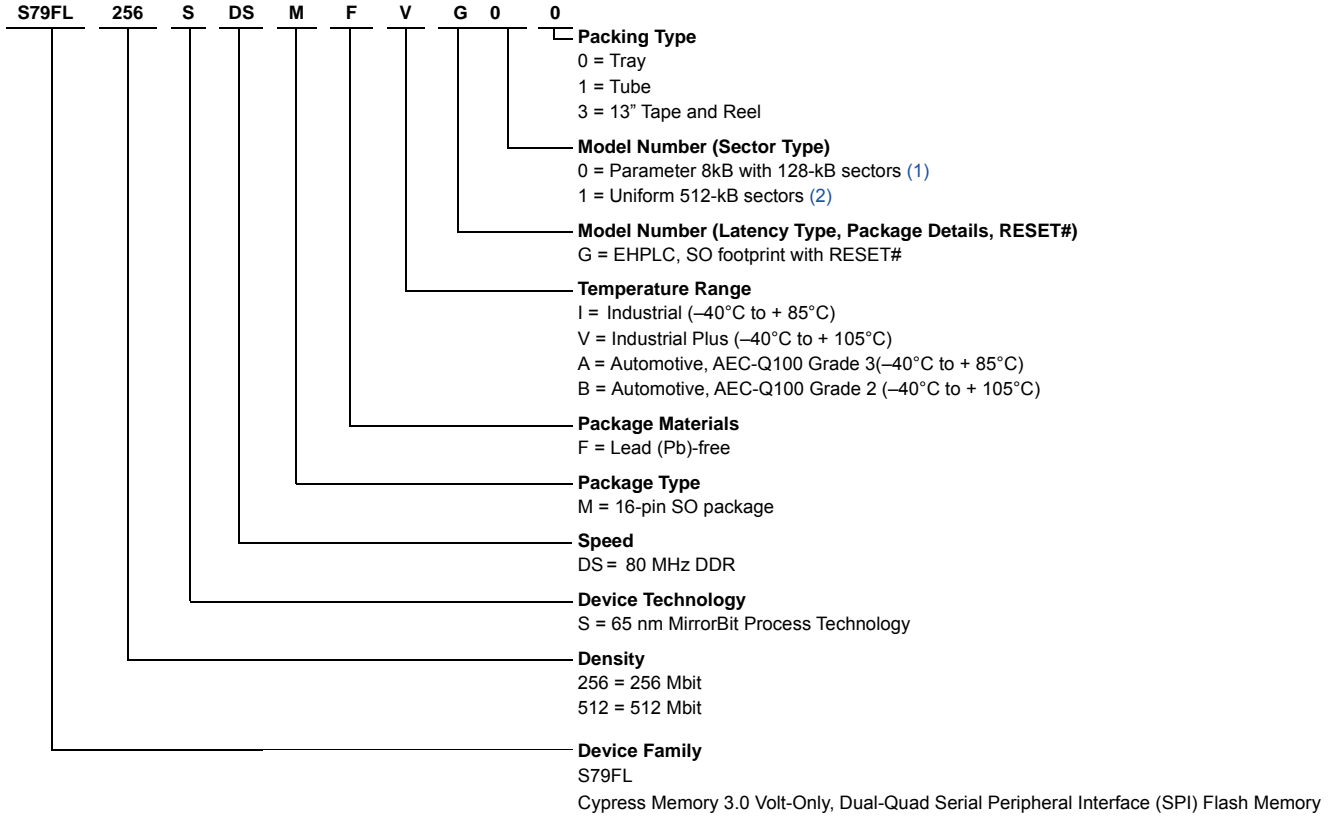 S79FL 256 S DS M F V G 0 0
Packing Type
0 = Tray
1 = Tube
3 = 13” Tape and Reel
Model Number (Sector Type)
0 = Parameter 8kB with 128-kB sectors (1)
1 = Uniform 512-kB sectors (2)
Model Number (Latency Type, Package Details, RESET#)
G = EHPLC, SO footprint with RESET#
Temperature Range
I = Industrial (–40°C to + 85°C)
V = Industrial Plus (–40°C to + 105°C)
A = Automotive, AEC-Q100 Grade 3(–40°C to + 85°C)
B = Automotive, AEC-Q100 Grade 2 (–40°C to + 105°C)
Package Materials
F = Lead (Pb)-free
Package Type
M = 16-pin SO package
Speed
DS = 80 MHz DDR
Device Technology
S = 65 nm MirrorBit Process Technology
Density
256 = 256 Mbit
512 = 512 Mbit
Device Family
S79FL
Cypress Memory 3.0 Volt-Only, Dual-Quad Serial Peripheral Interface (SPI) Flash Memory